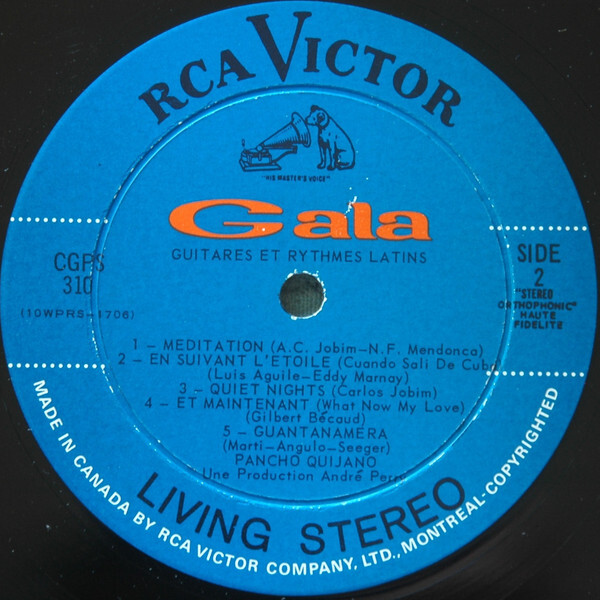 RCA VICTOR
"HIS MASTER'S VOICE"
Gala
GUITARES ET RYTHMES LATINS
CGPS
310
(10WPRS-1706)
SIDE
2
"STEREO
ORTHOPHONIC"
HAUTE
FIDELITE
1 - MEDITATION (A.C. Jobim-N.F. Mendonca)
2 - EN SUIVANT L'ETOILE (Cuando Sali De Cuba)
(Luis Aguile-Eddy Marnay)
3 - QUIET NIGHTS (Carlos Jobim)
4 - ET MAINTENANT (What Now My Love)
(Gilbert Bécaud)
5 - GUANTANAMERA
(Marti-Angulo-Seeger)
PANCHO QUIJANO
Une Production André Perry
LIVING STEREO
MADE IN CANADA BY RCA VICTOR COMPANY, LTD., MONTREAL-COPYRIGHTED